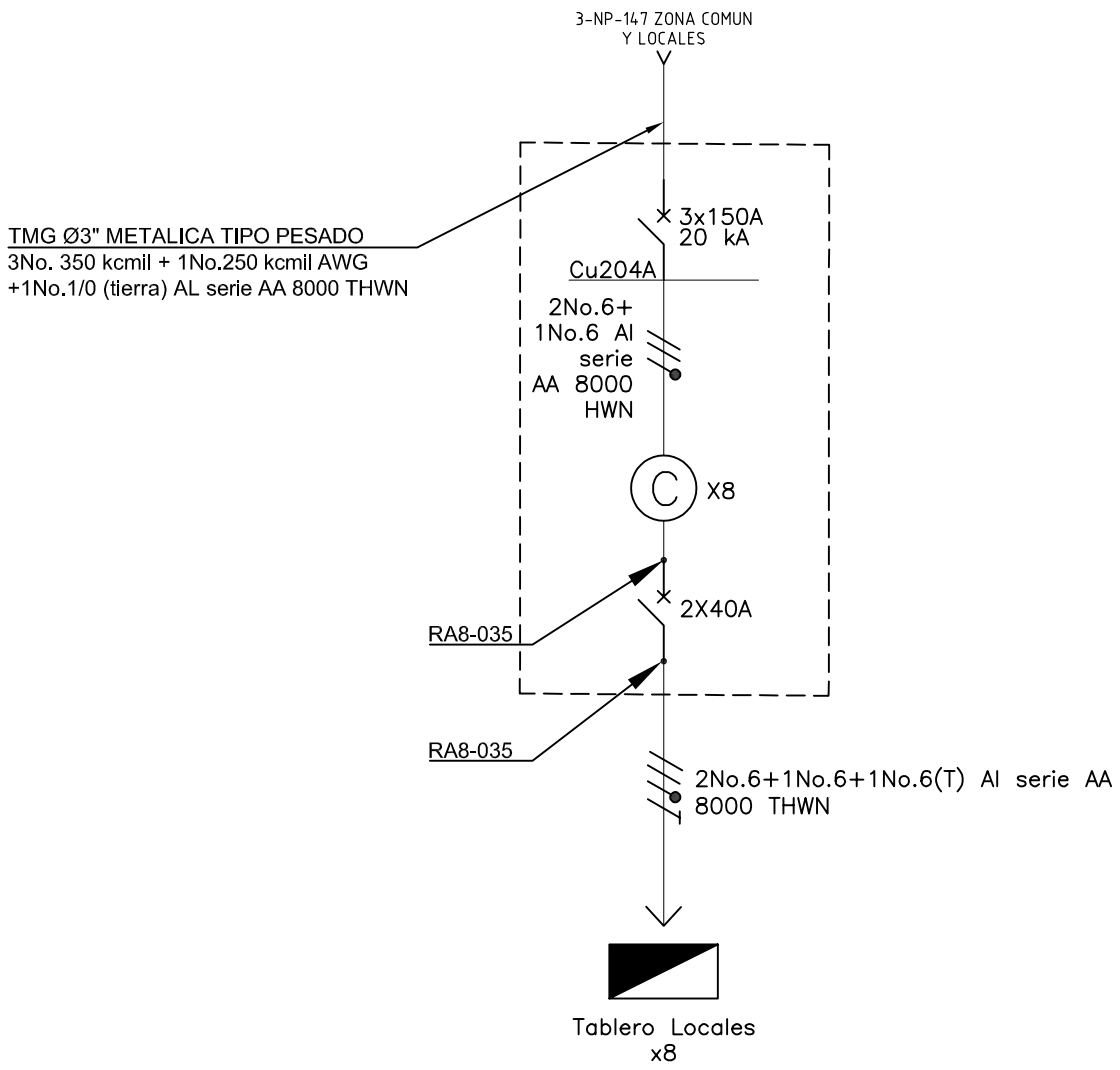 3-NP-147 ZONA COMUN
Y LOCALES
TMG Ø3" METALICA TIPO PESADO
3No. 350 kcmil + 1No.250 kcmil AWG
+1No.1/0 (tierra) AL serie AA 8000 THWN
3x150A
20 kA
Cu204A
2No.6+
1No.6 Al
serie
AA 8000
HWN
C
X8
RA8-035
2X40A
RA8-035
2No.6+1No.6+1No.6(T) Al serie AA
8000 THWN
Tablero Locales
x8